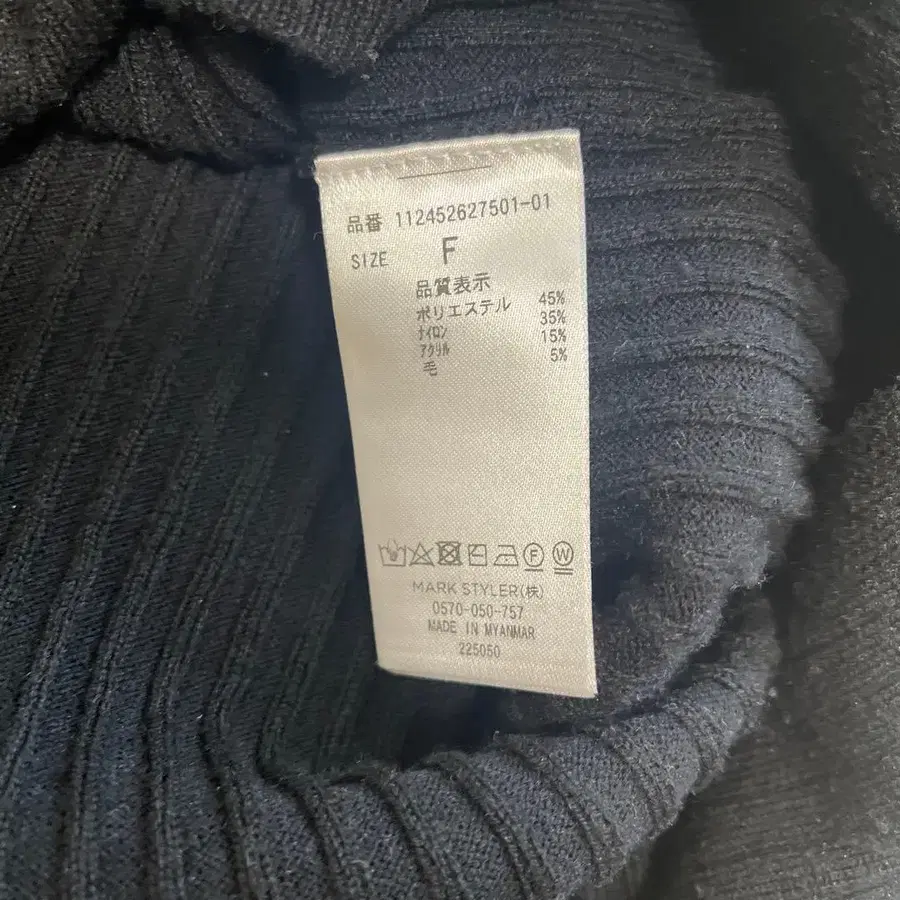 品番 112452627501-01
SIZE F
品質表示
ポリエステル 45%
ナイロン 35%
アクリル 15%
毛 5%
F W
MARK STYLER(株)
0570-050-757
MADE IN MYANMAR
225050